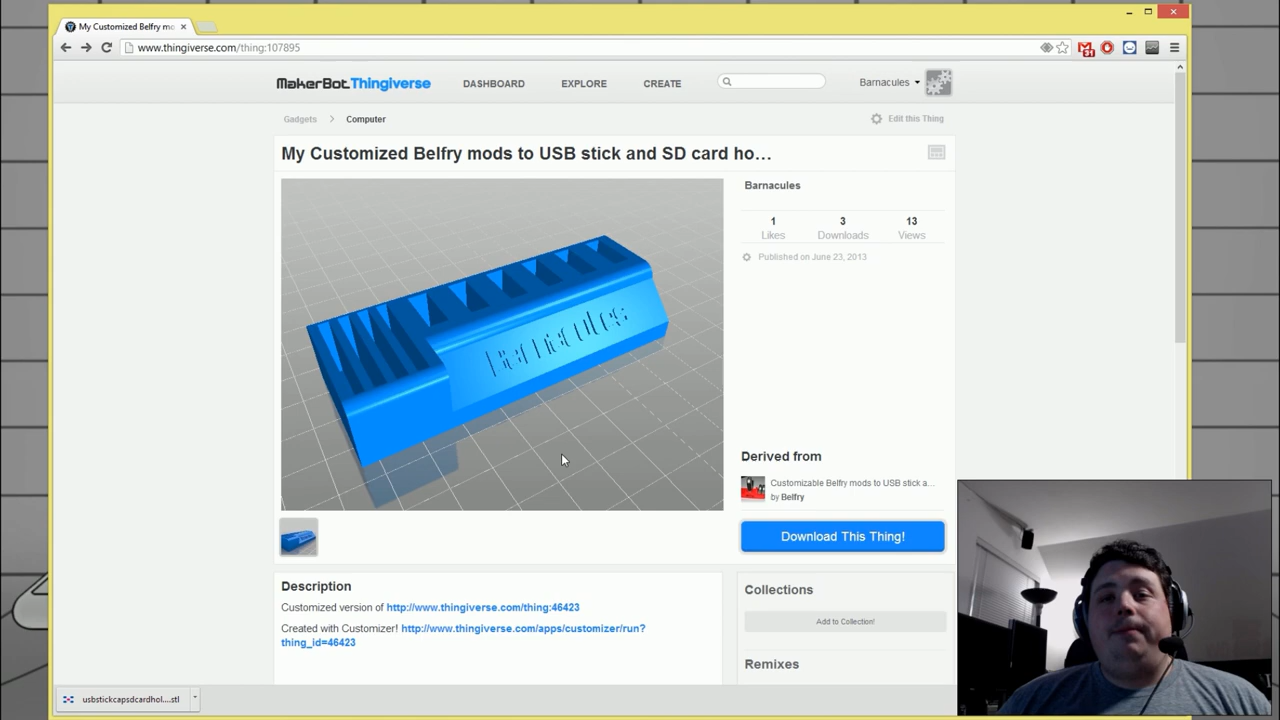 My Customized Belfry mo
www.thingiverse.com/thing:107895
MakerBot.Thingiverse
DASHBOARD
EXPLORE
CREATE
Barnacules
Gadgets
Computer
Edit this Thing
My Customized Belfry mods to USB stick and SD card ho…
Barnacules
1
3
13
Likes
Downloads
Views
Published on June 23, 2013
Barnacules
Derived from
Customizable Belfry mods to USB stick a…
by Belfry
Download This Thing!
Description
Customized version of http://www.thingiverse.com/thing:46423
Created with Customizer! http://www.thingiverse.com/apps/customizer/run?
thing_id=46423
Collections
Add to Collection!
Remixes
usbstickcapsdcardhol....stl